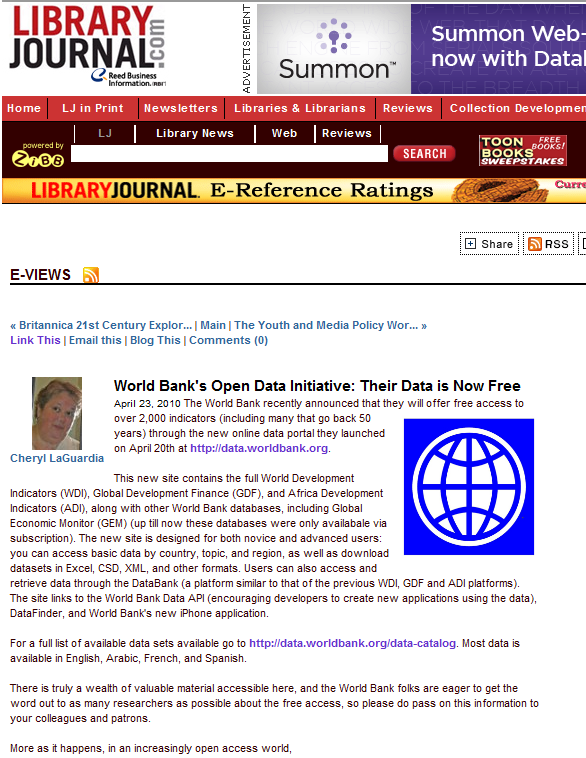 LIBRARY
JOURNAL.com
Reed Business
Information.
ADVERTISEMENT
Summon™
Summon Web-
now with Datal
Home LJ in Print Newsletters Libraries & Librarians Reviews Collection Developmen
LJ Library News Web Reviews
powered by
SEARCH
TOON
BOOKS
FREE
BOOKS!
SWEEPSTAKES
LIBRARYJOURNAL. E-Reference Ratings
Share RSS
E-VIEWS
« Britannica 21st Century Explor... | Main | The Youth and Media Policy Wor... »
Link This | Email this | Blog This | Comments (0)
Cheryl LaGuardia
World Bank's Open Data Initiative: Their Data is Now Free
April 23, 2010 The World Bank recently announced that they will offer free access to
over 2,000 indicators (including many that go back 50
years) through the new online data portal they launched
on April 20th at http://data.worldbank.org.
This new site contains the full World Development
Indicators (WDI), Global Development Finance (GDF), and Africa Development
Indicators (ADI), along with other World Bank databases, including Global
Economic Monitor (GEM) (up till now these databases were only availabale via
subscription). The new site is designed for both novice and advanced users:
you can access basic data by country, topic, and region, as well as download
datasets in Excel, CSD, XML, and other formats. Users can also access and
retrieve data through the DataBank (a platform similar to that of the previous WDI, GDF and ADI platforms).
The site links to the World Bank Data API (encouraging developers to create new applications using the data),
DataFinder, and World Bank's new iPhone application.
For a full list of available data sets available go to http://data.worldbank.org/data-catalog. Most data is
available in English, Arabic, French, and Spanish.
There is truly a wealth of valuable material accessible here, and the World Bank folks are eager to get the
word out to as many researchers as possible about the free access, so please do pass on this information to
your colleagues and patrons.
More as it happens, in an increasingly open access world,